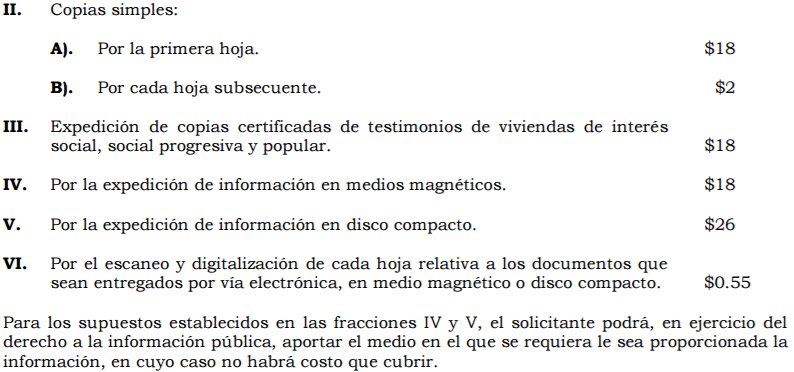 II. Copias simples:
A). Por la primera hoja. $18
B). Por cada hoja subsecuente. $2
III. Expedición de copias certificadas de testimonios de viviendas de interés
social, social progresiva y popular. $18
IV. Por la expedición de información en medios magnéticos. $18
V. Por la expedición de información en disco compacto. $26
VI. Por el escaneo y digitalización de cada hoja relativa a los documentos que
sean entregados por vía electrónica, en medio magnético o disco compacto. $0.55
Para los supuestos establecidos en las fracciones IV y V, el solicitante podrá, en ejercicio del
derecho a la información pública, aportar el medio en el que se requiera le sea proporcionada la
información, en cuyo caso no habrá costo que cubrir.